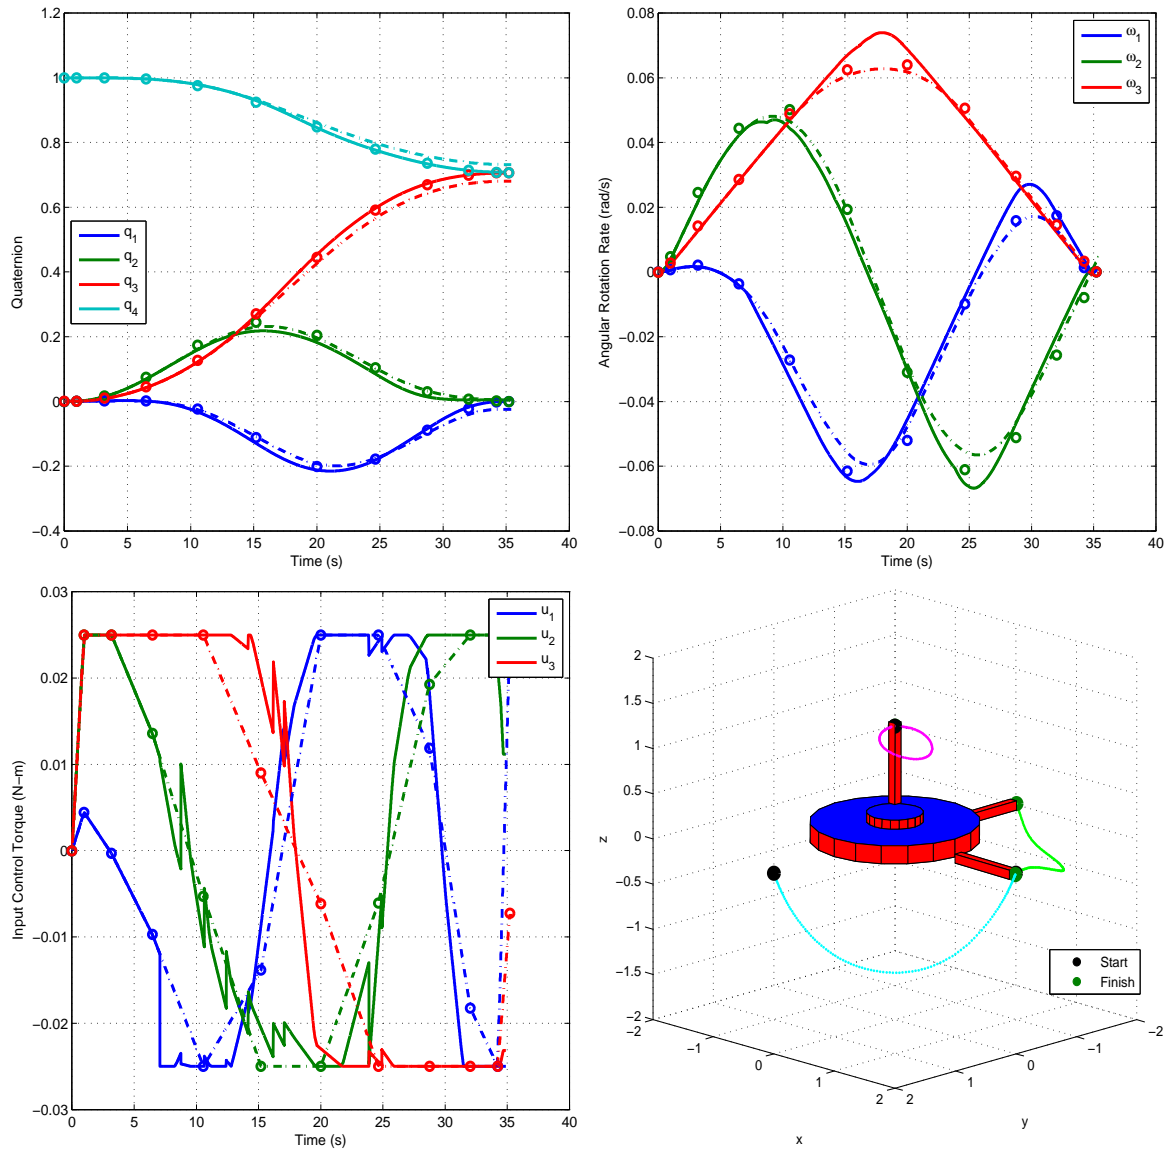 1.2
1
0.8
0.6
0.4
0.2
0
−0.2
−0.4
0 5 10 15 20 25 30 35 40
Time (s)
Quaternion
q1
q2
q3
q4
0.08
0.06
0.04
0.02
0
−0.02
−0.04
−0.06
−0.08
0 5 10 15 20 25 30 35 40
Time (s)
Angular Rotation Rate (rad/s)
ω1
ω2
ω3
0.03
0.02
0.01
0
−0.01
−0.02
−0.03
0 5 10 15 20 25 30 35 40
Time (s)
Input Control Torque (N−m)
u1
u2
u3
2
1.5
1
0.5
0
−0.5
−1
−1.5
−2
z
−2
−1
0
1
2
x
2
1
0
−1
−2
y
Start
Finish